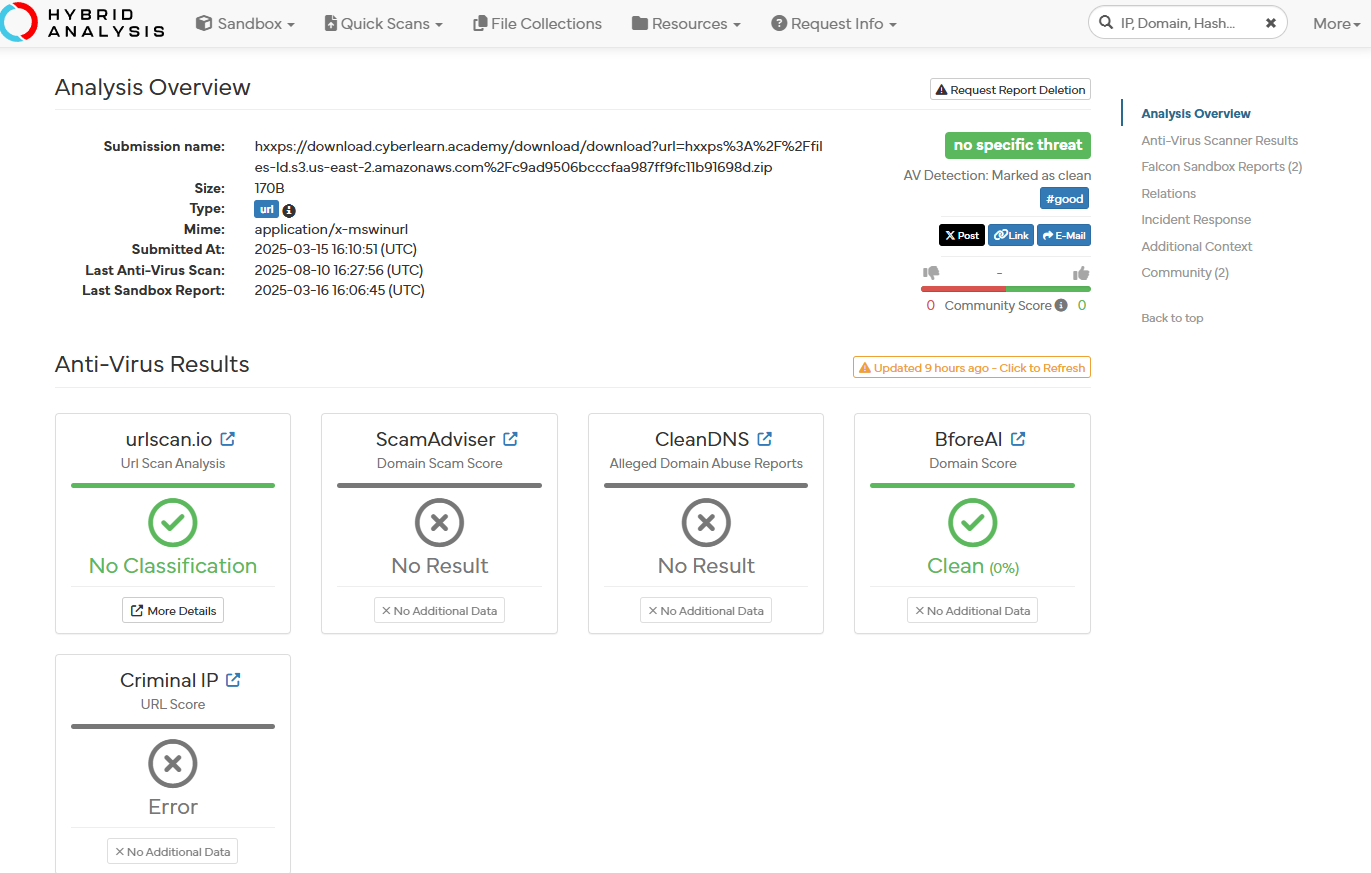 HYBRID
ANALYSIS
Sandbox
Quick Scans
File Collections
Resources
Request Info
IP, Domain, Hash...
More
Analysis Overview
Request Report Deletion
Submission name: hxxps://download.cyberlearn.academy/download/download?url=hxxps%3A%2F%2Ffil
es-ld.s3.us-east-2.amazonaws.com%2Fc9ad9506bcccfaa987ff9fc11b91698d.zip
Size: 170B
Type: url
Mime: application/x-mswinurl
Submitted At: 2025-03-15 16:10:51 (UTC)
Last Anti-Virus Scan: 2025-08-10 16:27:56 (UTC)
Last Sandbox Report: 2025-03-16 16:06:45 (UTC)
no specific threat
AV Detection: Marked as clean
#good
X Post Link E-Mail
-
0 Community Score 0
Analysis Overview
Anti-Virus Scanner Results
Falcon Sandbox Reports (2)
Relations
Incident Response
Additional Context
Community (2)
Back to top
Anti-Virus Results
Updated 9 hours ago - Click to Refresh
urlscan.io
Url Scan Analysis
No Classification
More Details
ScamAdviser
Domain Scam Score
No Result
No Additional Data
CleanDNS
Alleged Domain Abuse Reports
No Result
No Additional Data
BforeAI
Domain Score
Clean (0%)
No Additional Data
Criminal IP
URL Score
Error
No Additional Data